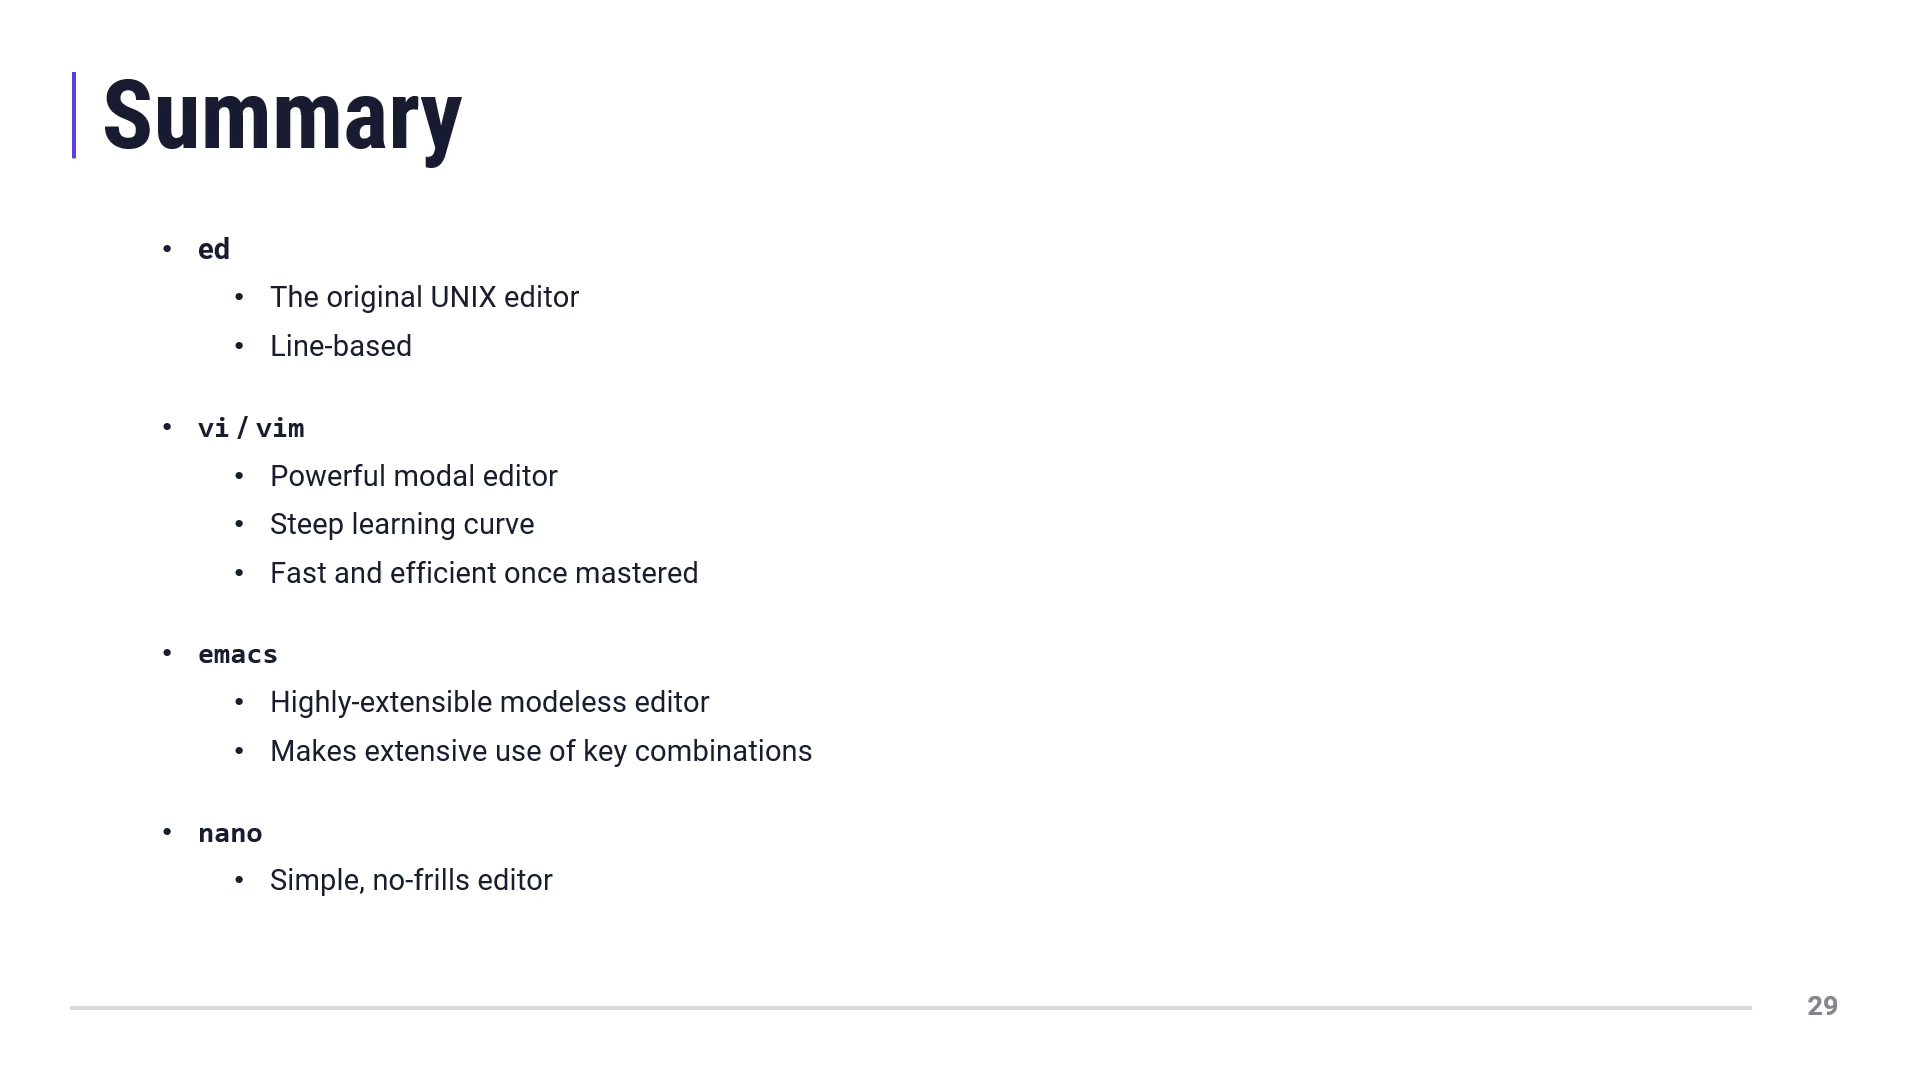 Summary
• ed
• The original UNIX editor
• Line-based
• vi / vim
• Powerful modal editor
• Steep learning curve
• Fast and efficient once mastered
• emacs
• Highly-extensible modeless editor
• Makes extensive use of key combinations
• nano
• Simple, no-frills editor
29